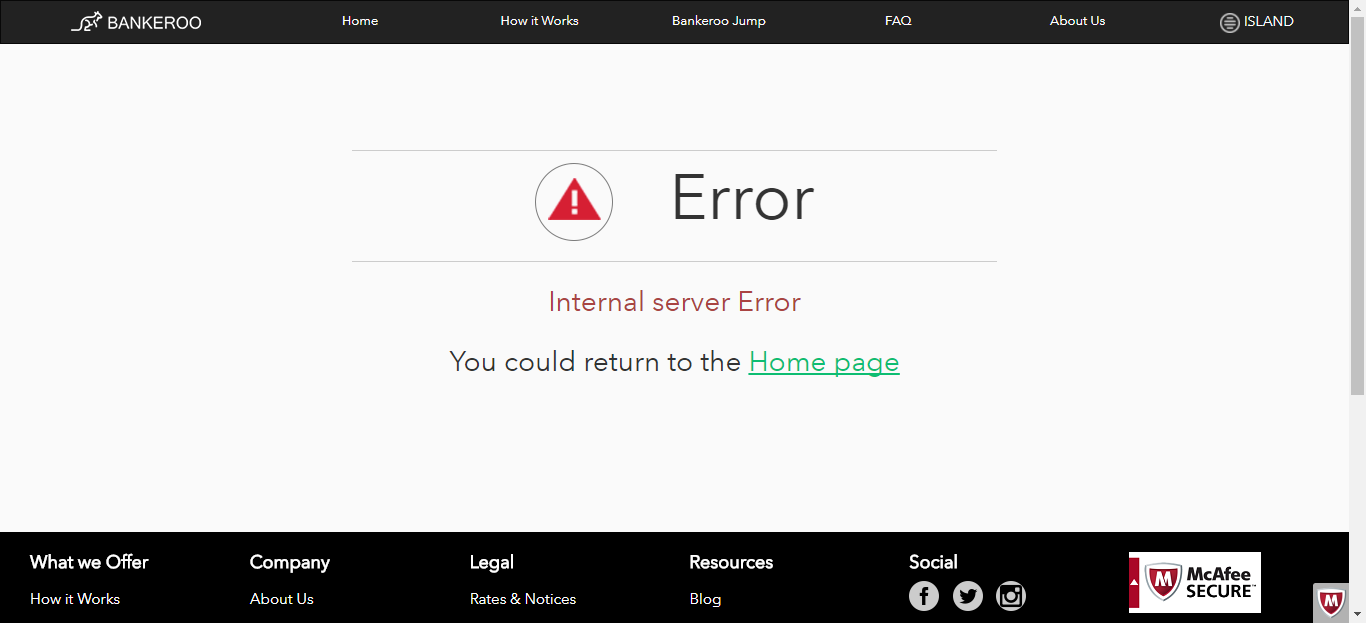 BANKEROO
Home
How it Works
Bankeroo Jump
FAQ
About Us
ISLAND
Error
Internal server Error
You could return to the Home page
What we Offer
Company
Legal
Resources
Social
How it Works
About Us
Rates & Notices
Blog
McAfee
SECURE™